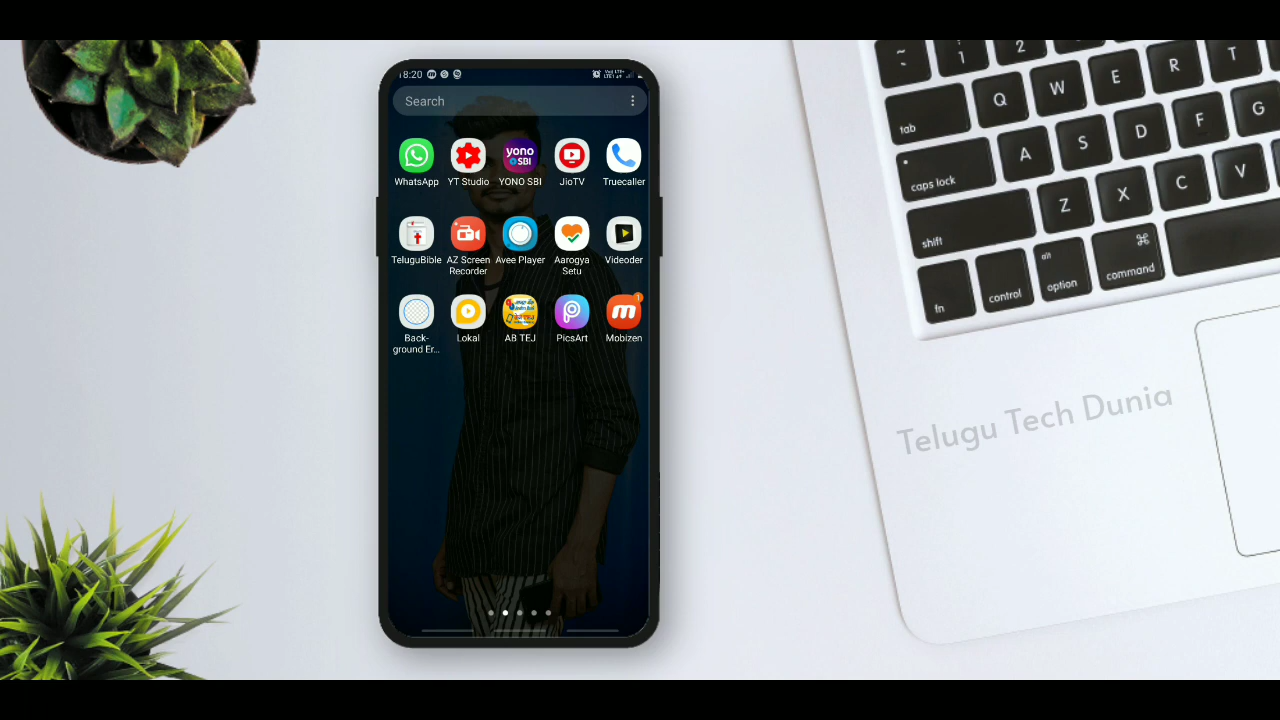 18:20
Search
WhatsApp
YT Studio
yono
SBI
YONO SBI
JioTV
Truecaller
TeluguBible
AZ Screen
Recorder
Avee Player
Aarogya
Setu
Videoder
Back-
ground Er...
Lokal
AB TEJ
PicsArt
1
Mobizen
~
!
1
2
tab
Q
W
E
R
T
caps lock
A
S
D
F
G
shift
Z
X
C
V
fn
control
alt
option
⌘
command
Telugu Tech Dunia